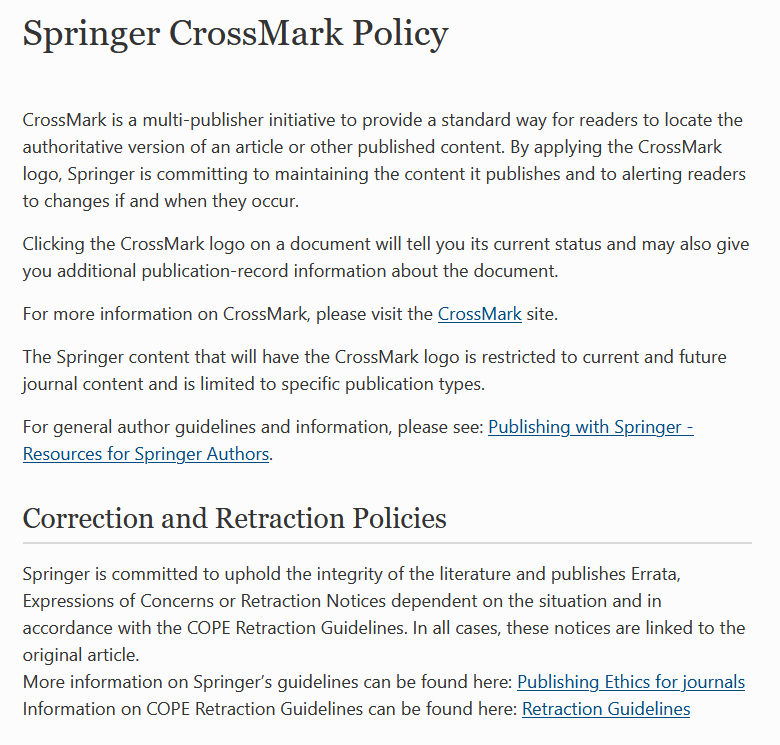 Springer CrossMark Policy
CrossMark is a multi-publisher initiative to provide a standard way for readers to locate the
authoritative version of an article or other published content. By applying the CrossMark
logo, Springer is committing to maintaining the content it publishes and to alerting readers
to changes if and when they occur.
Clicking the CrossMark logo on a document will tell you its current status and may also give
you additional publication-record information about the document.
For more information on CrossMark, please visit the CrossMark site.
The Springer content that will have the CrossMark logo is restricted to current and future
journal content and is limited to specific publication types.
For general author guidelines and information, please see: Publishing with Springer -
Resources for Springer Authors.
Correction and Retraction Policies
Springer is committed to uphold the integrity of the literature and publishes Errata,
Expressions of Concerns or Retraction Notices dependent on the situation and in
accordance with the COPE Retraction Guidelines. In all cases, these notices are linked to the
original article.
More information on Springer’s guidelines can be found here: Publishing Ethics for journals
Information on COPE Retraction Guidelines can be found here: Retraction Guidelines